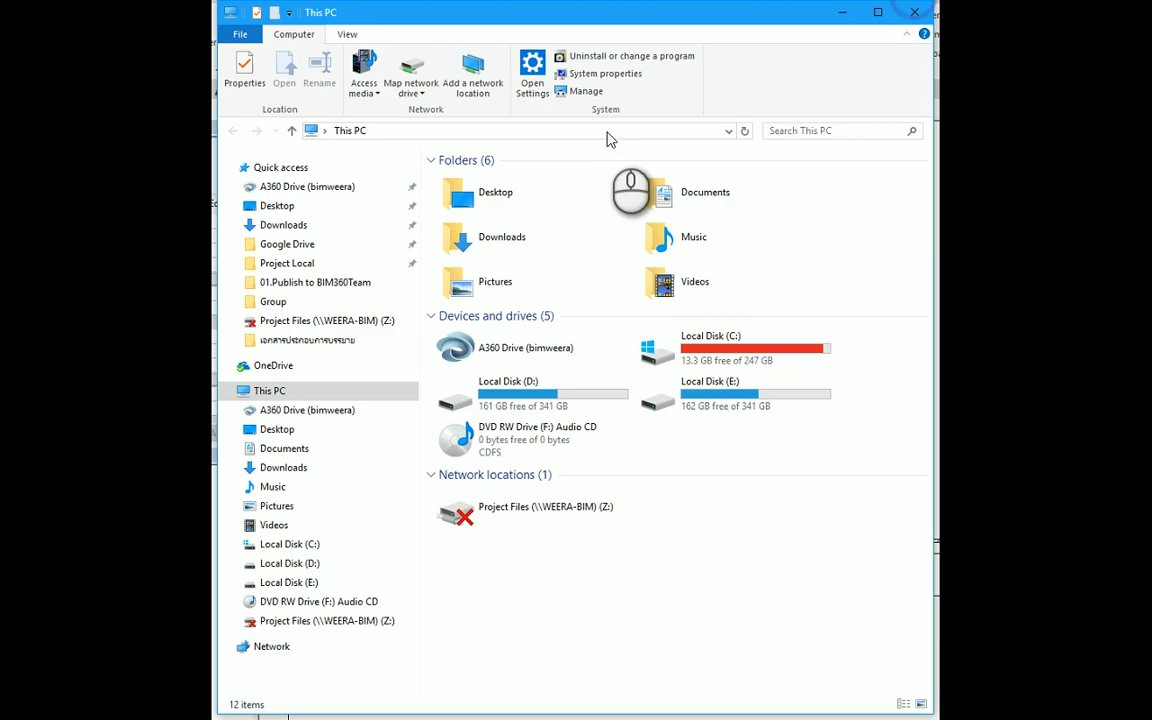 This PC
File
Computer
View
Properties
Open
Rename
Access media
Map network drive
Add a network location
Open Settings
Uninstall or change a program
System properties
Manage
Location
Network
System
This PC
Search This PC
Quick access
A360 Drive (bimweera)
Desktop
Downloads
Google Drive
Project Local
01.Publish to BIM360Team
Group
Project Files (\\WEERA-BIM) (Z:)
เอกสารประกอบการบรรยาย
OneDrive
This PC
A360 Drive (bimweera)
Desktop
Documents
Downloads
Music
Pictures
Videos
Local Disk (C:)
Local Disk (D:)
Local Disk (E:)
DVD RW Drive (F:) Audio CD
Project Files (\\WEERA-BIM) (Z:)
Network
Folders (6)
Desktop
Documents
Downloads
Music
Pictures
Videos
Devices and drives (5)
A360 Drive (bimweera)
Local Disk (C:)
13.3 GB free of 247 GB
Local Disk (D:)
161 GB free of 341 GB
Local Disk (E:)
162 GB free of 341 GB
DVD RW Drive (F:) Audio CD
0 bytes free of 0 bytes
CDFS
Network locations (1)
Project Files (\\WEERA-BIM) (Z:)
12 items